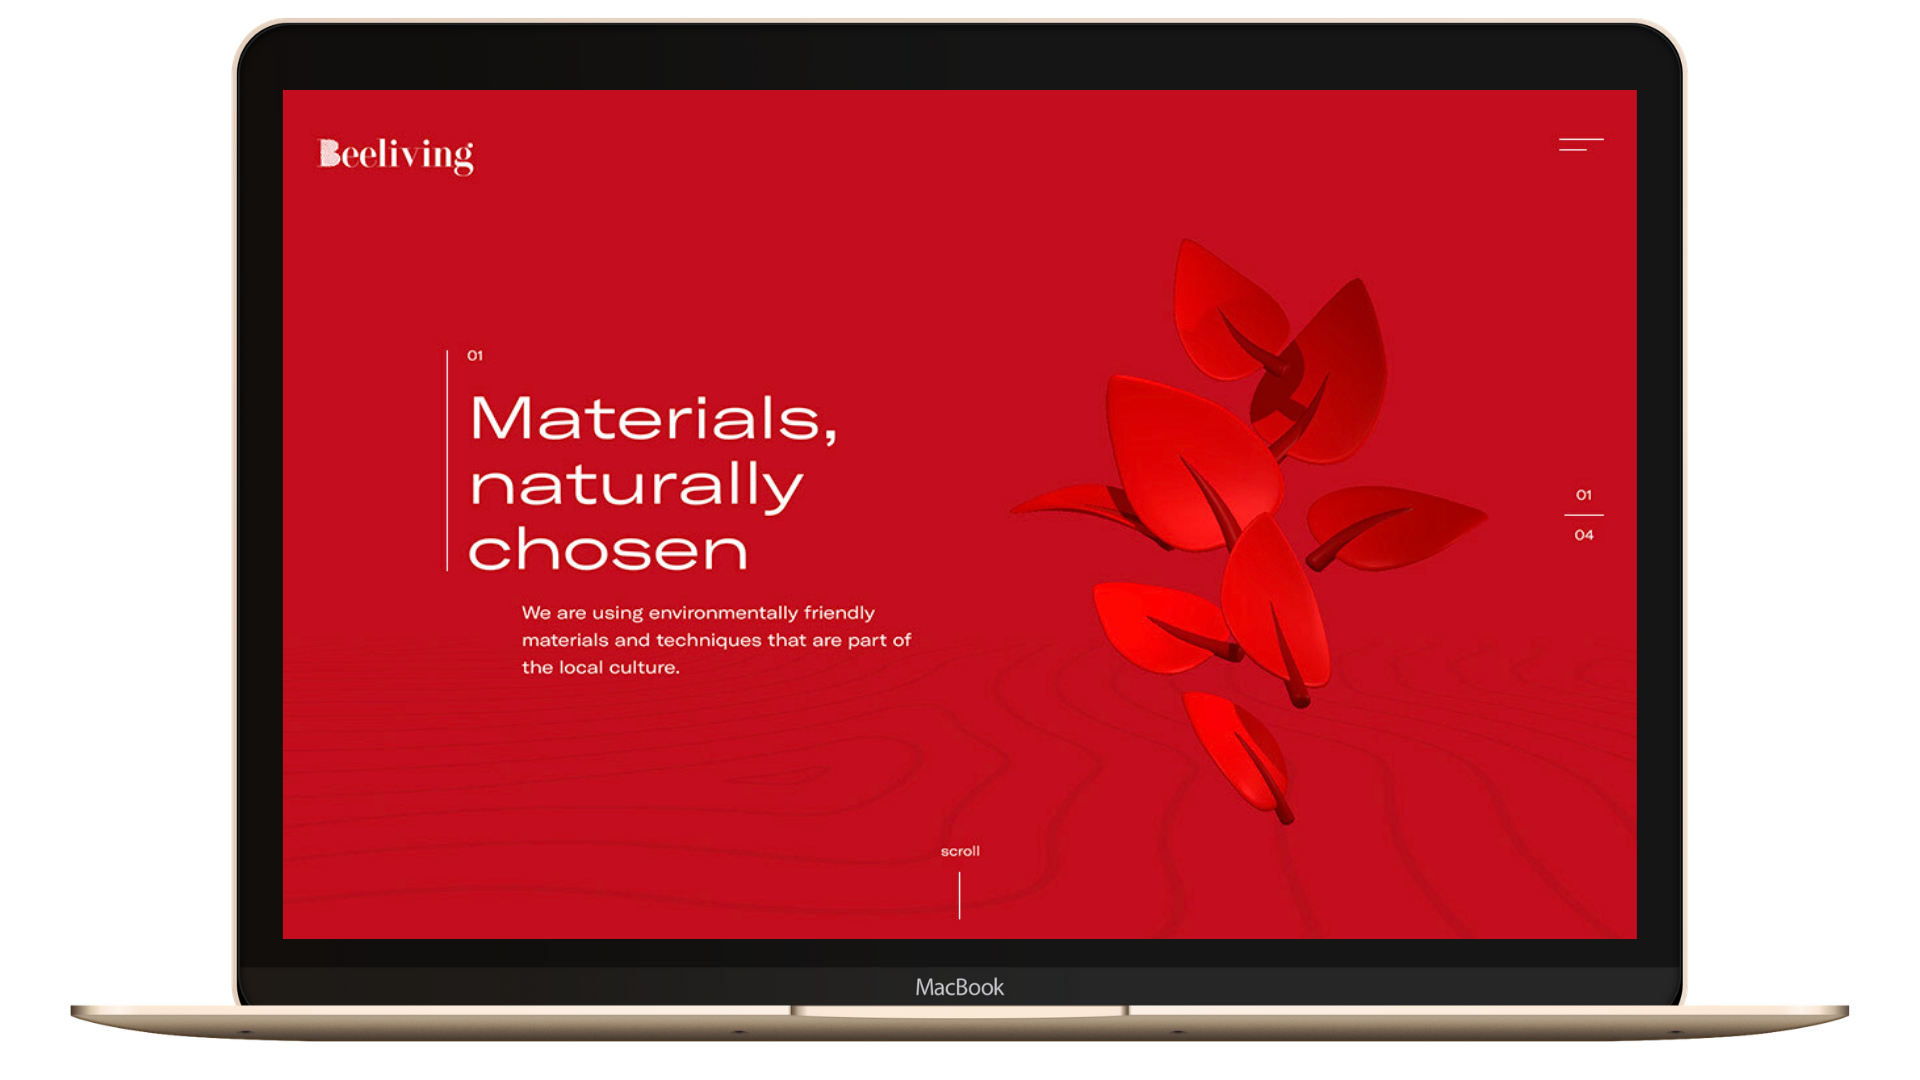 Beeliving
01
Materials,
naturally
chosen
We are using environmentally friendly
materials and techniques that are part of
the local culture.
01
04
scroll
MacBook